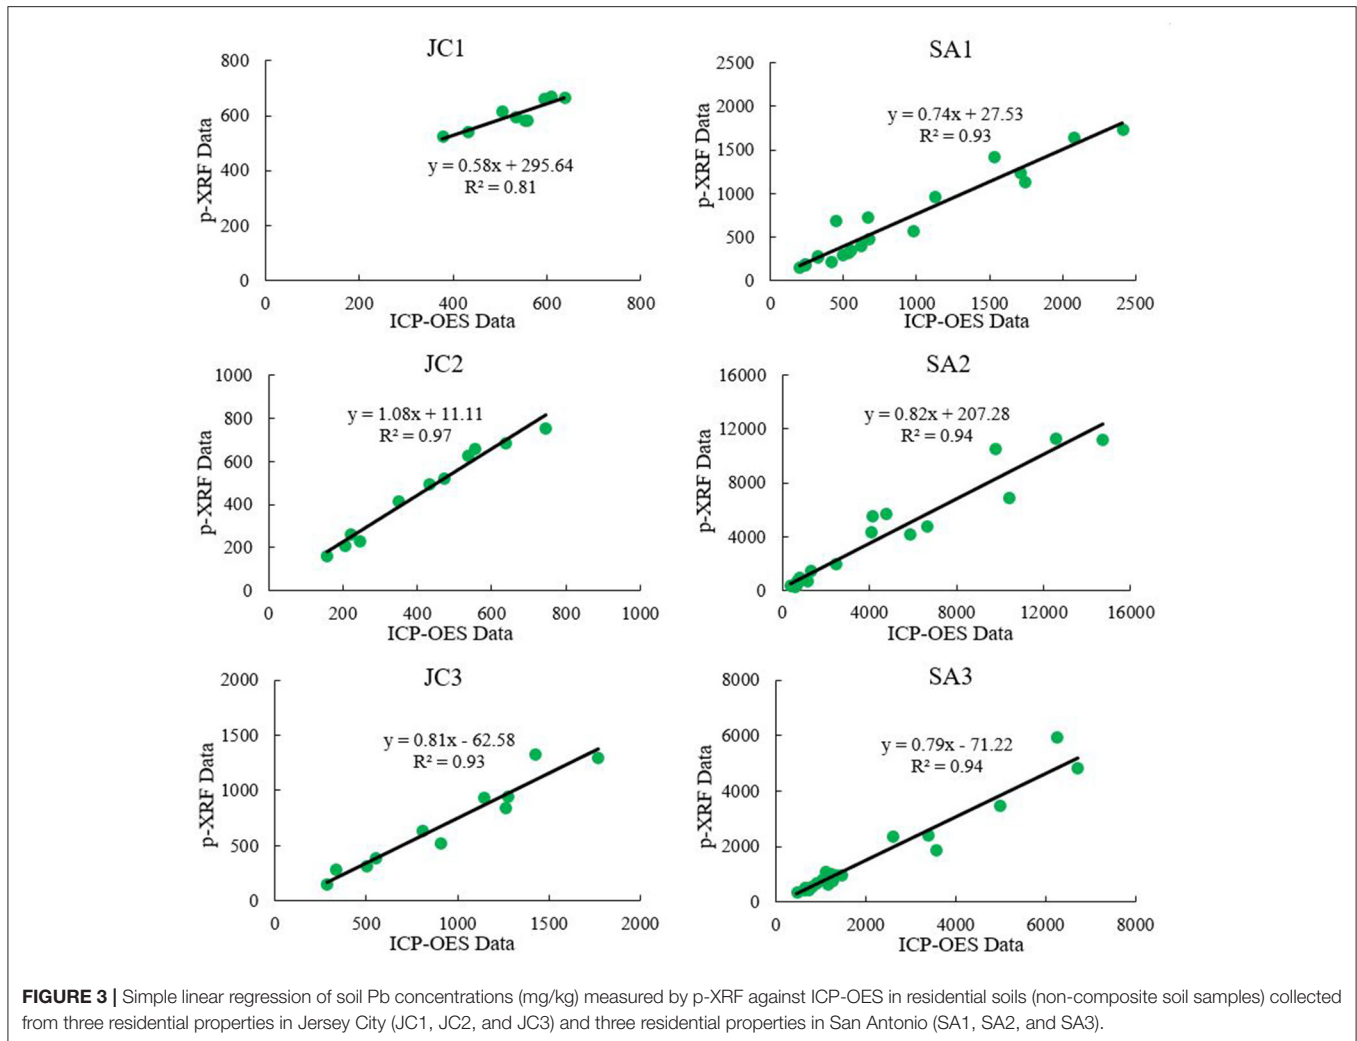 JC1
800
600
400
200
0
p-XRF Data
y = 0.58x + 295.64
R² = 0.81
0 200 400 600 800
ICP-OES Data
SA1
2500
2000
1500
1000
500
0
p-XRF Data
y = 0.74x + 27.53
R² = 0.93
0 500 1000 1500 2000 2500
ICP-OES Data
JC2
1000
800
600
400
200
0
p-XRF Data
y = 1.08x + 11.11
R² = 0.97
0 200 400 600 800 1000
ICP-OES Data
SA2
16000
12000
8000
4000
0
p-XRF Data
y = 0.82x + 207.28
R² = 0.94
0 4000 8000 12000 16000
ICP-OES Data
JC3
2000
1500
1000
500
0
p-XRF Data
y = 0.81x - 62.58
R² = 0.93
0 500 1000 1500 2000
ICP-OES Data
SA3
8000
6000
4000
2000
0
p-XRF Data
y = 0.79x - 71.22
R² = 0.94
0 2000 4000 6000 8000
ICP-OES Data
FIGURE 3 | Simple linear regression of soil Pb concentrations (mg/kg) measured by p-XRF against ICP-OES in residential soils (non-composite soil samples) collected
from three residential properties in Jersey City (JC1, JC2, and JC3) and three residential properties in San Antonio (SA1, SA2, and SA3).